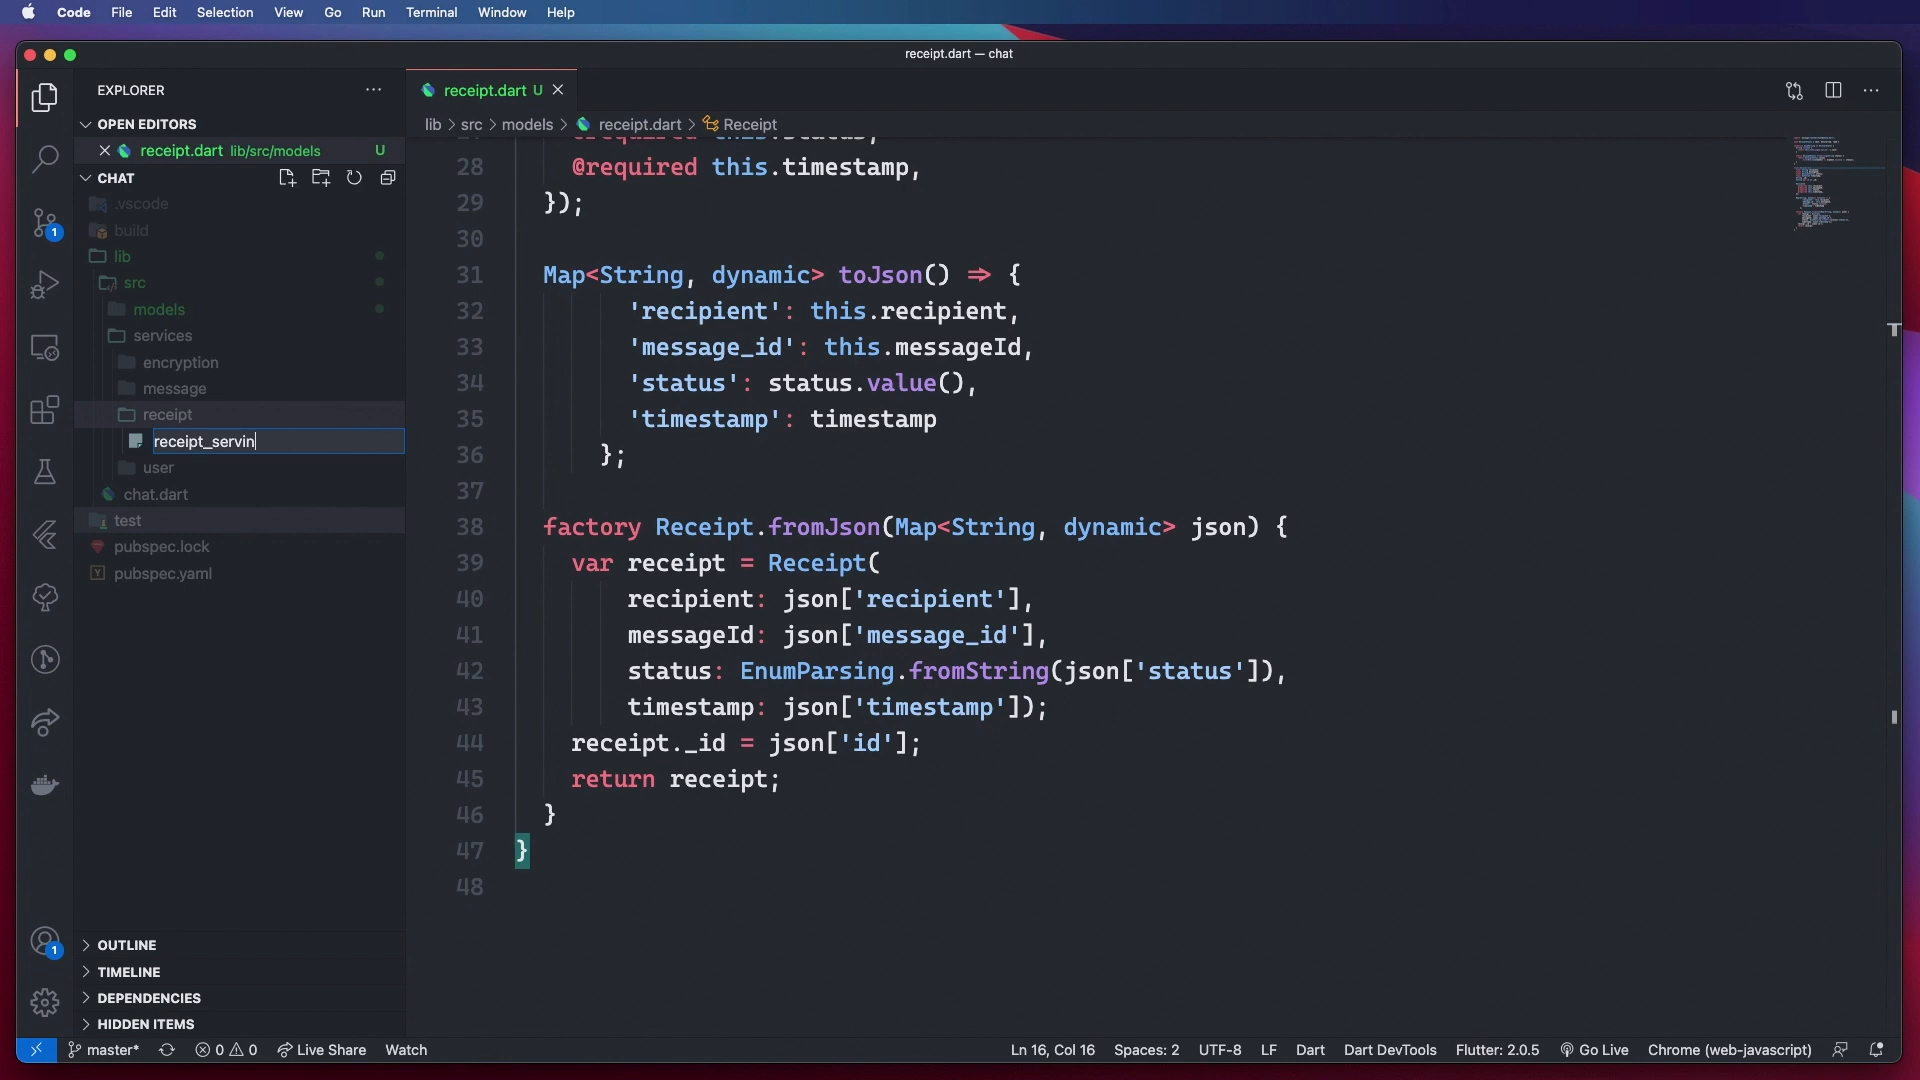 Code File Edit Selection View Go Run Terminal Window Help
receipt.dart — chat
EXPLORER
OPEN EDITORS
receipt.dart lib/src/models U
CHAT
.vscode
build
lib
src
models
services
encryption
message
receipt
receipt_servin
user
chat.dart
test
pubspec.lock
pubspec.yaml
OUTLINE
TIMELINE
DEPENDENCIES
HIDDEN ITEMS
1
1
receipt.dart U
lib > src > models > receipt.dart > Receipt
28 @required this.timestamp,
29 });
30
31 Map<String, dynamic> toJson() => {
32 'recipient': this.recipient,
33 'message_id': this.messageId,
34 'status': status.value(),
35 'timestamp': timestamp
36 };
37
38 factory Receipt.fromJson(Map<String, dynamic> json) {
39 var receipt = Receipt(
40 recipient: json['recipient'],
41 messageId: json['message_id'],
42 status: EnumParsing.fromString(json['status']),
43 timestamp: json['timestamp']);
44 receipt._id = json['id'];
45 return receipt;
46 }
47 }
48
master* 0 0 Live Share Watch Ln 16, Col 16 Spaces: 2 UTF-8 LF Dart Dart DevTools Flutter: 2.0.5 Go Live Chrome (web-javascript)